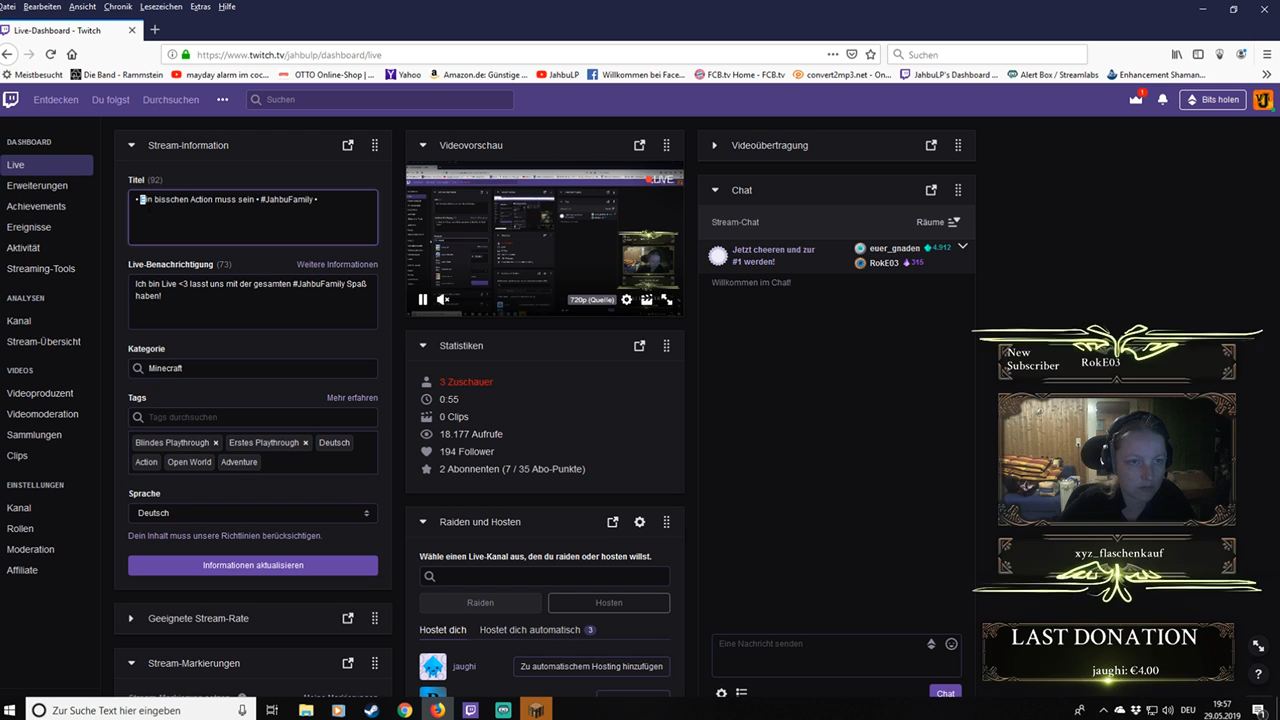 Datei Bearbeiten Ansicht Chronik Lesezeichen Extras Hilfe
Live-Dashboard - Twitch
https://www.twitch.tv/jahbulp/dashboard/live
Suchen
Meistbesucht Die Band - Rammstein mayday alarm im coc... OTTO Online-Shop |... Yahoo Amazon.de: Günstige ... JahbuLP Willkommen bei Face... FCB.tv Home - FCB.tv convert2mp3.net - On... JahbuLP's Dashboard ... Alert Box / Streamlabs Enhancement Shaman...
Entdecken Du folgst Durchsuchen
Suchen
1
Bits holen
DASHBOARD
Live
Erweiterungen
Achievements
Ereignisse
Aktivität
Streaming-Tools
ANALYSEN
Kanal
Stream-Übersicht
VIDEOS
Videoproduzent
Videomoderation
Sammlungen
Clips
EINSTELLUNGEN
Kanal
Rollen
Moderation
Affiliate
Stream-Information
Titel (92)
• Ein bisschen Action muss sein • #JahbuFamily •
Live-Benachrichtigung (73) Weitere Informationen
Ich bin Live <3 lasst uns mit der gesamten #JahbuFamily Spaß
haben!
Kategorie
Minecraft
Tags Mehr erfahren
Tags durchsuchen
Blindes Playthrough × Erstes Playthrough × Deutsch
Action Open World Adventure
Sprache
Deutsch
Dein Inhalt muss unsere Richtlinien berücksichtigen.
Informationen aktualisieren
Geeignete Stream-Rate
Stream-Markierungen
Videovorschau
LIVE
720p (Quelle)
Statistiken
3 Zuschauer
0:55
0 Clips
18.177 Aufrufe
194 Follower
2 Abonnenten (7 / 35 Abo-Punkte)
Raiden und Hosten
Wähle einen Live-Kanal aus, den du raiden oder hosten willst.
Raiden Hosten
Hostet dich Hostet dich automatisch 3
jaughi
Zu automatischem Hosting hinzufügen
Videoübertragung
Chat
Stream-Chat Räume
Jetzt cheeren und zur
#1 werden!
euer_gnaden 4.912
RokE03 315
Willkommen im Chat!
Eine Nachricht senden
Chat
New
Subscriber
RokE03
xyz_flaschenkauf
LAST DONATION
jaughi: €4.00
?
Zur Suche Text hier eingeben
DEU
19:57
29.05.2019
1